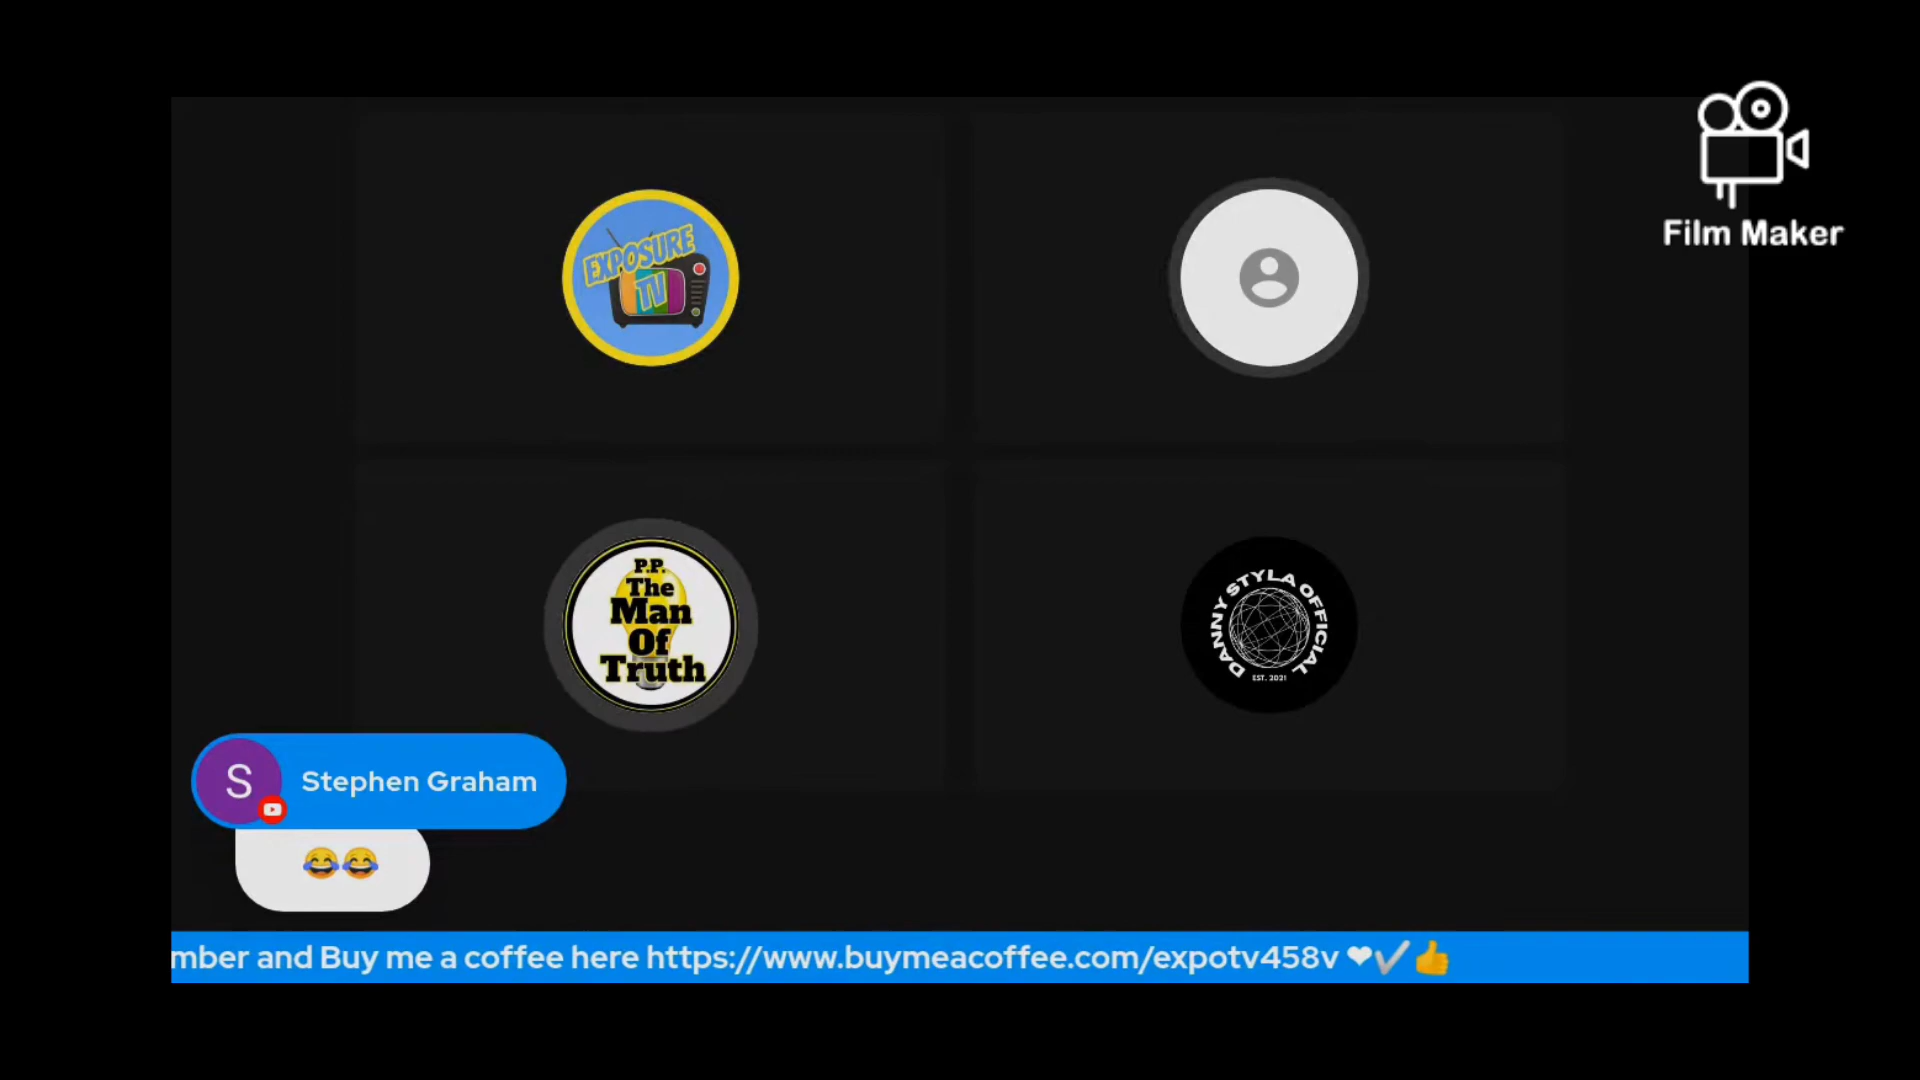 Film Maker
EXPOSURE
TV
P.P.
The
Man
Of
Truth
DANNY STYLA OFFICIAL
EST. 2021
S
Stephen Graham
😂😂
mber and Buy me a coffee here https://www.buymeacoffee.com/expotv458v ❤✔👍